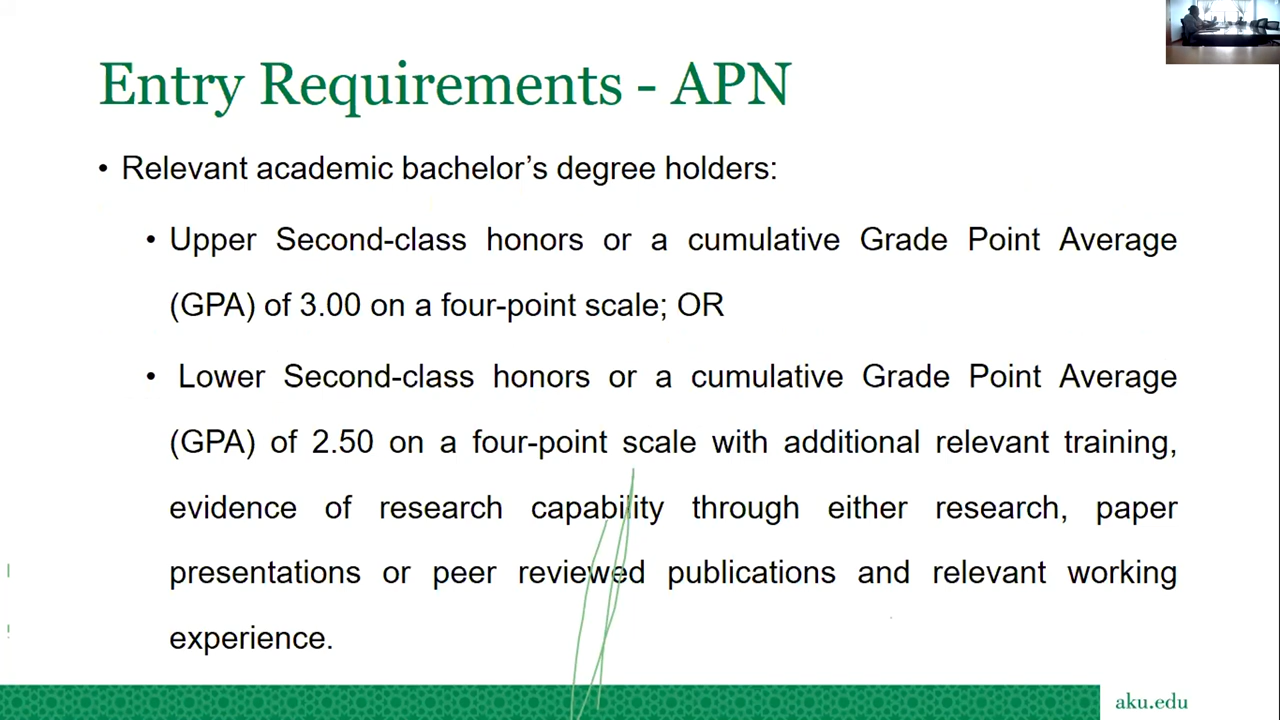 Entry Requirements - APN
• Relevant academic bachelor’s degree holders:
• Upper Second-class honors or a cumulative Grade Point Average
(GPA) of 3.00 on a four-point scale; OR
• Lower Second-class honors or a cumulative Grade Point Average
(GPA) of 2.50 on a four-point scale with additional relevant training,
evidence of research capability through either research, paper
presentations or peer reviewed publications and relevant working
experience.
aku.edu